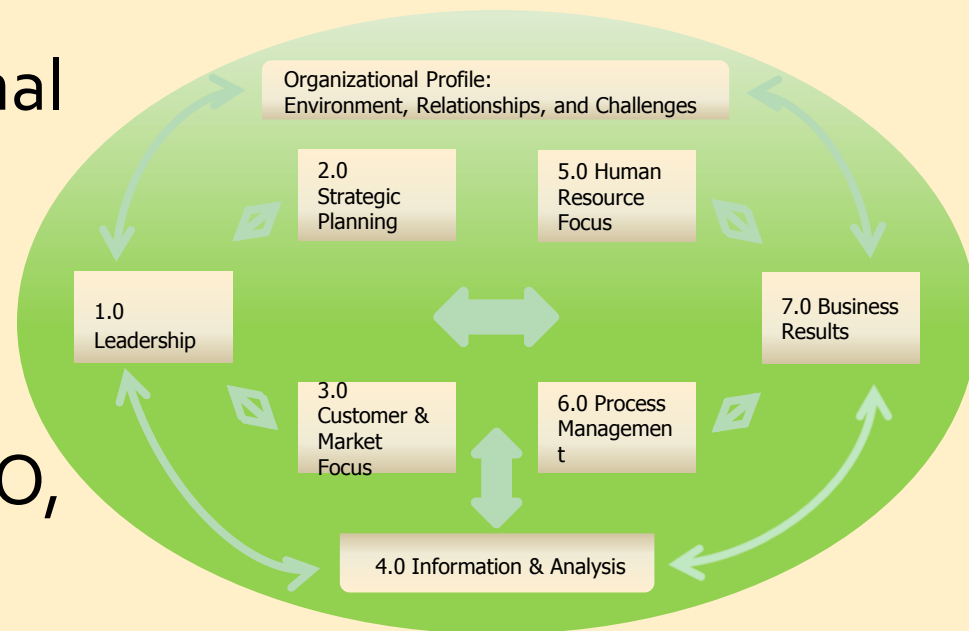 nal
Organizational Profile:
Environment, Relationships, and Challenges
2.0
Strategic
Planning
5.0 Human
Resource
Focus
1.0
Leadership
7.0 Business
Results
3.0
Customer &
Market
Focus
6.0 Process
Managemen
t
O,
4.0 Information & Analysis